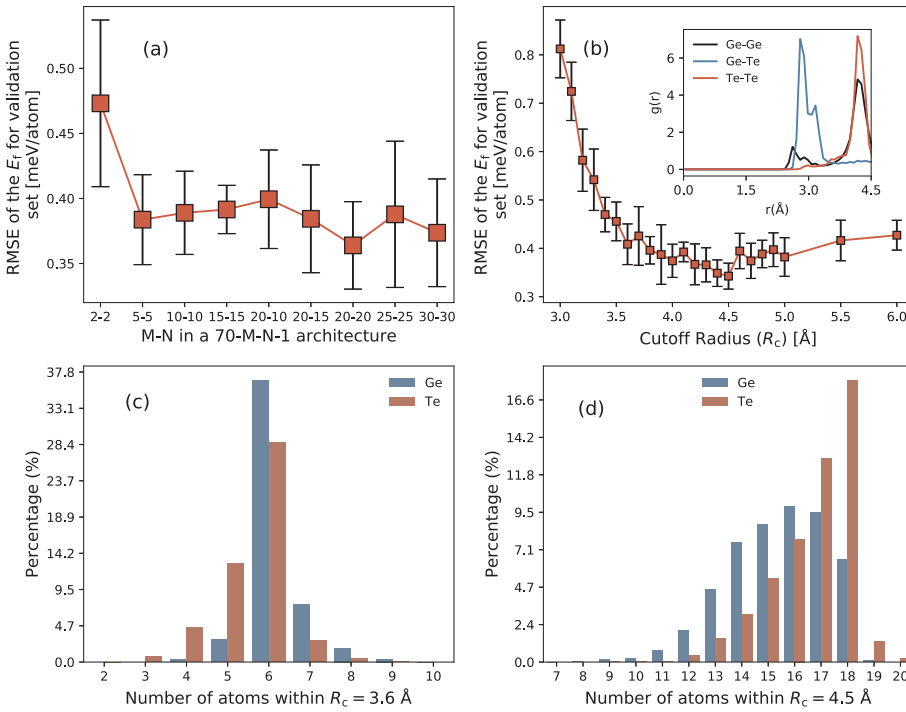 (a)
RMSE of the E_f for validation
set [meV/atom]
0.50
0.45
0.40
0.35
2-2 5-5 10-10 15-15 20-10 20-15 20-20 25-25 30-30
M-N in a 70-M-N-1 architecture
(b)
RMSE of the E_f for validation
set [meV/atom]
0.8
0.7
0.6
0.5
0.4
0.3
3.0 3.5 4.0 4.5 5.0 5.5 6.0
Cutoff Radius (R_c) [Å]
Ge-Ge
Ge-Te
Te-Te
g(r)
6
4
2
0
0.0 1.5 3.0 4.5
r(Å)
(c)
Ge
Te
Percentage (%)
37.8
33.1
28.4
23.7
18.9
14.2
9.5
4.7
0.0
2 3 4 5 6 7 8 9 10
Number of atoms within R_c = 3.6 Å
(d)
Ge
Te
Percentage (%)
16.6
14.2
11.8
9.5
7.1
4.7
2.4
0.0
7 8 9 10 11 12 13 14 15 16 17 18 19 20
Number of atoms within R_c = 4.5 Å